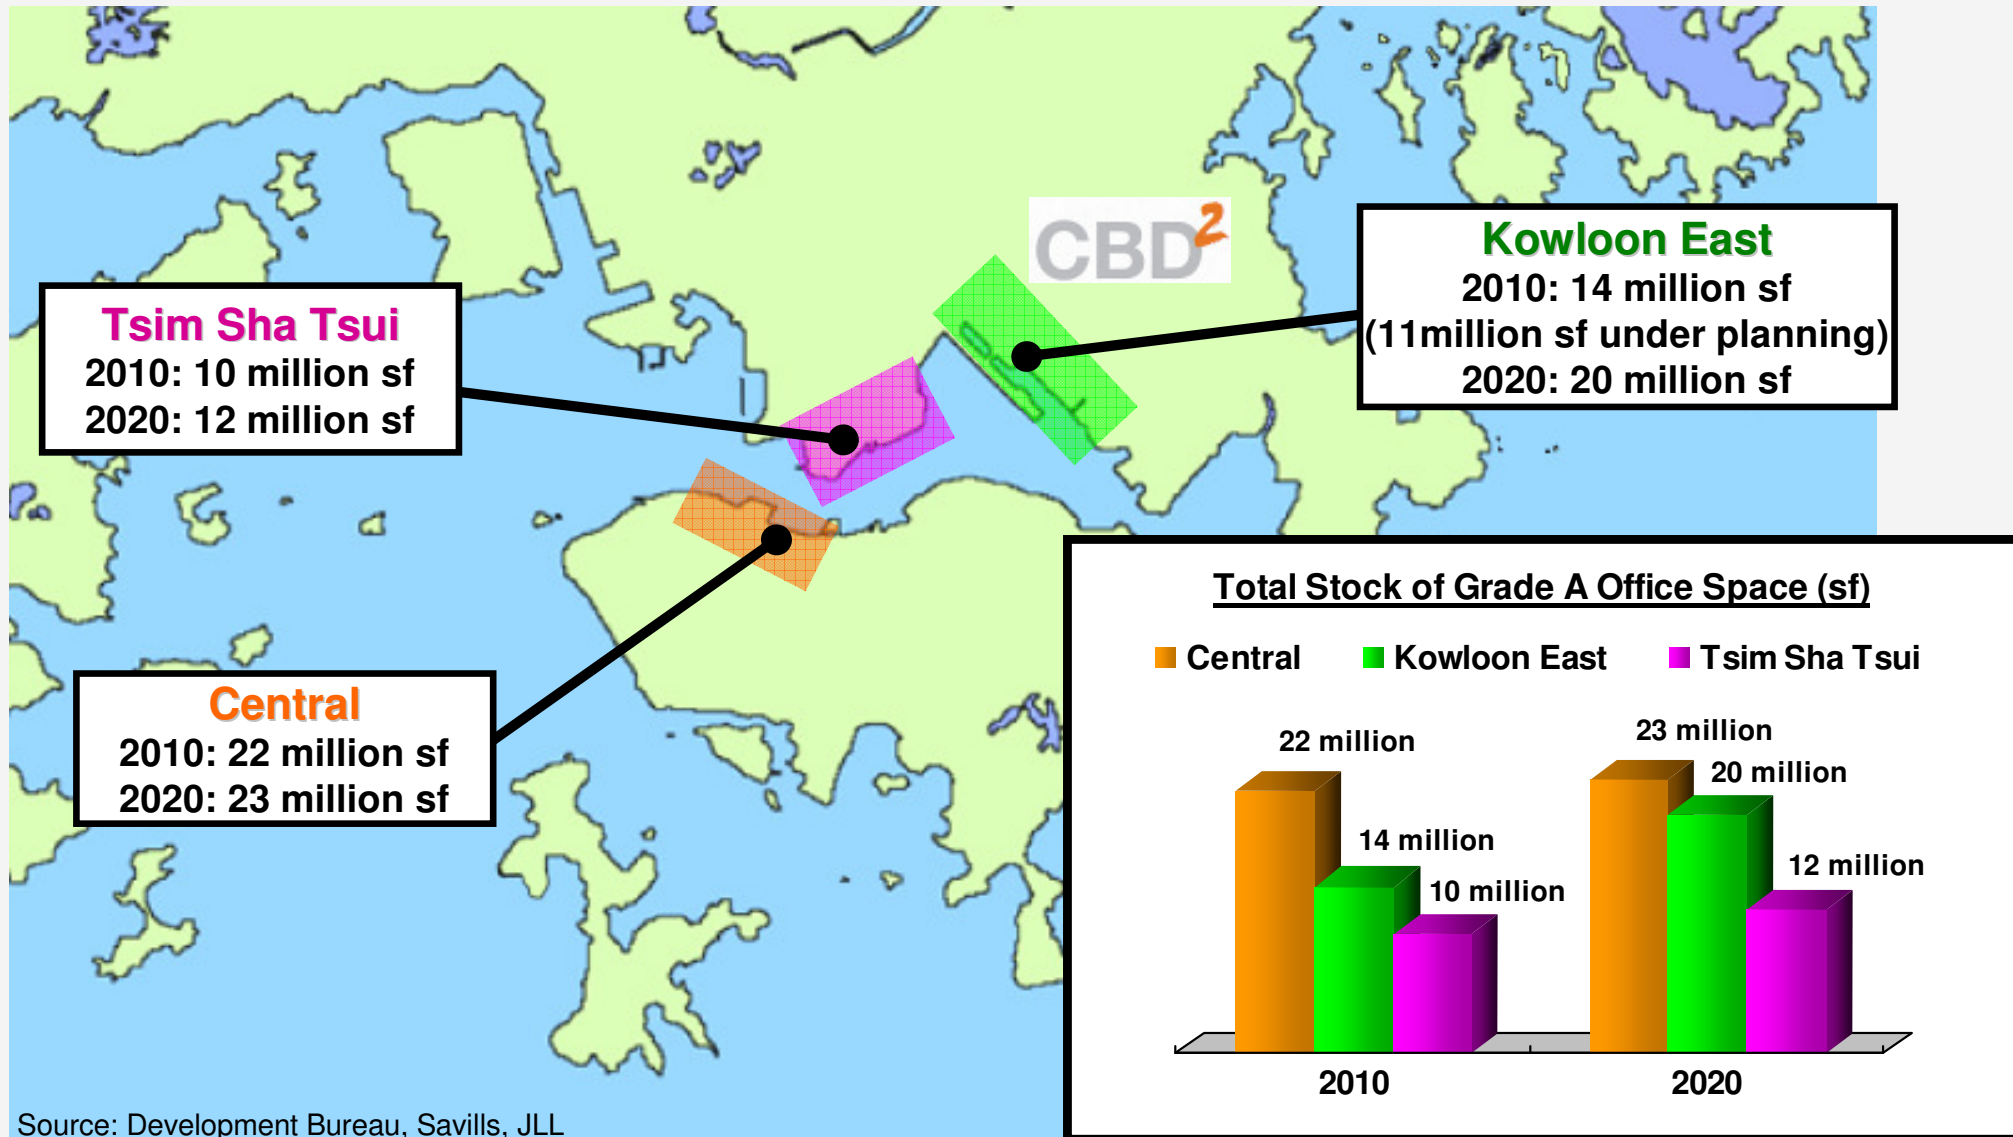 CBD2
Kowloon East
2010: 14 million sf
(11million sf under planning)
2020: 20 million sf
Tsim Sha Tsui
2010: 10 million sf
2020: 12 million sf
Central
2010: 22 million sf
2020: 23 million sf
Total Stock of Grade A Office Space (sf)
Central Kowloon East Tsim Sha Tsui
22 million
14 million
10 million
23 million
20 million
12 million
2010 2020
Source: Development Bureau, Savills, JLL